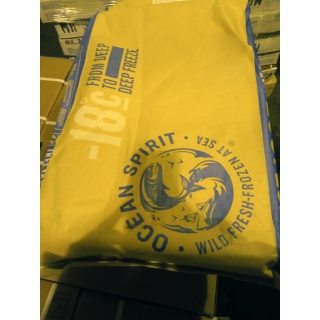 -18°C
FROM DEEP
TO
DEEP FREEZE
OCEAN SPIRIT •
WILD FRESH-FROZEN AT SEA •
®